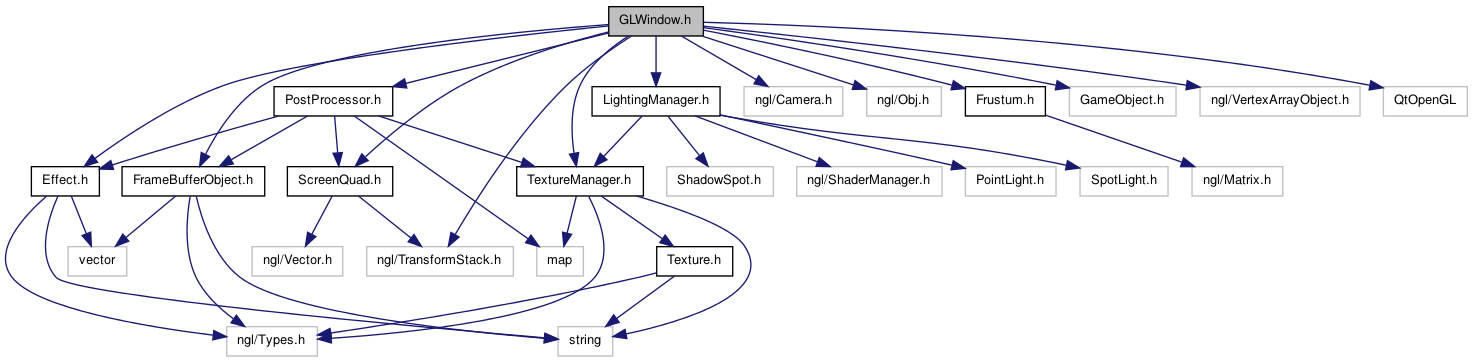 GLWindow.h
PostProcessor.h
LightingManager.h
ngl/Camera.h
ngl/Obj.h
Frustum.h
GameObject.h
ngl/VertexArrayObject.h
QtOpenGL
Effect.h
FrameBufferObject.h
ScreenQuad.h
TextureManager.h
ShadowSpot.h
ngl/ShaderManager.h
PointLight.h
SpotLight.h
ngl/Matrix.h
vector
ngl/Vector.h
ngl/TransformStack.h
map
Texture.h
ngl/Types.h
string